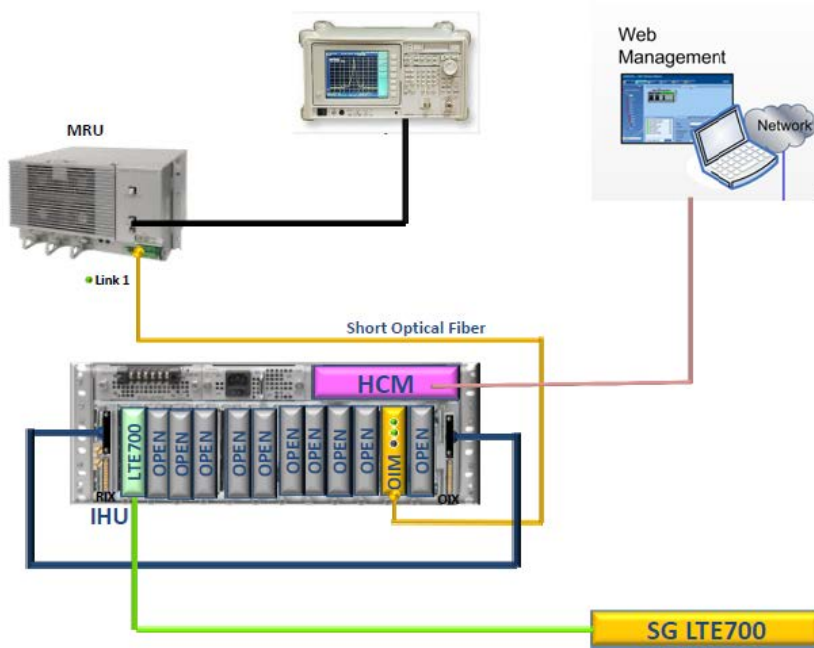 Web
Management
Network
MRU
Link 1
Short Optical Fiber
HCM
LTE700
OPEN
OPEN
OPEN
OPEN
OPEN
OPEN
OPEN
OPEN
OPEN
OIM
OPEN
RIX
OIX
IHU
SG LTE700